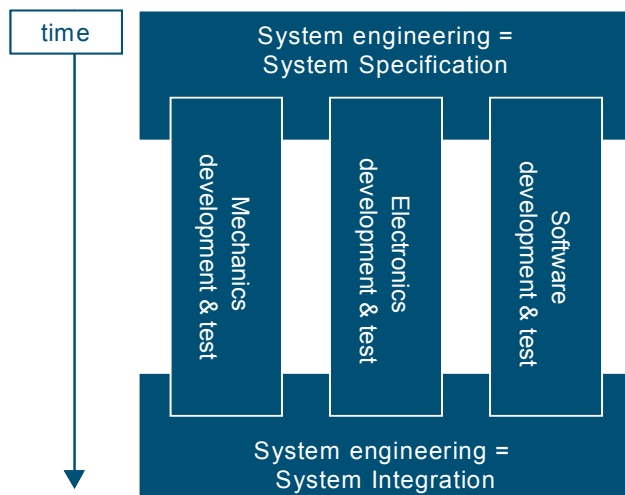 time
System engineering =
System Specification
Mechanics
development & test
Electronics
development & test
Software
development & test
System engineering =
System Integration